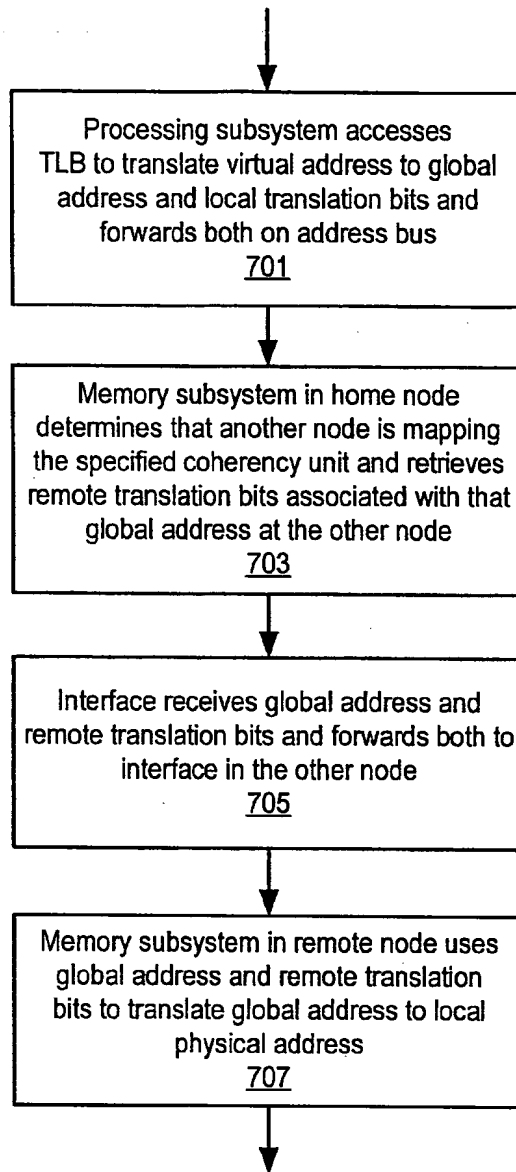 Processing subsystem accesses
TLB to translate virtual address to global
address and local translation bits and
forwards both on address bus
701
Memory subsystem in home node
determines that another node is mapping
the specified coherency unit and retrieves
remote translation bits associated with that
global address at the other node
703
Interface receives global address and
remote translation bits and forwards both to
interface in the other node
705
Memory subsystem in remote node uses
global address and remote translation
bits to translate global address to local
physical address
707